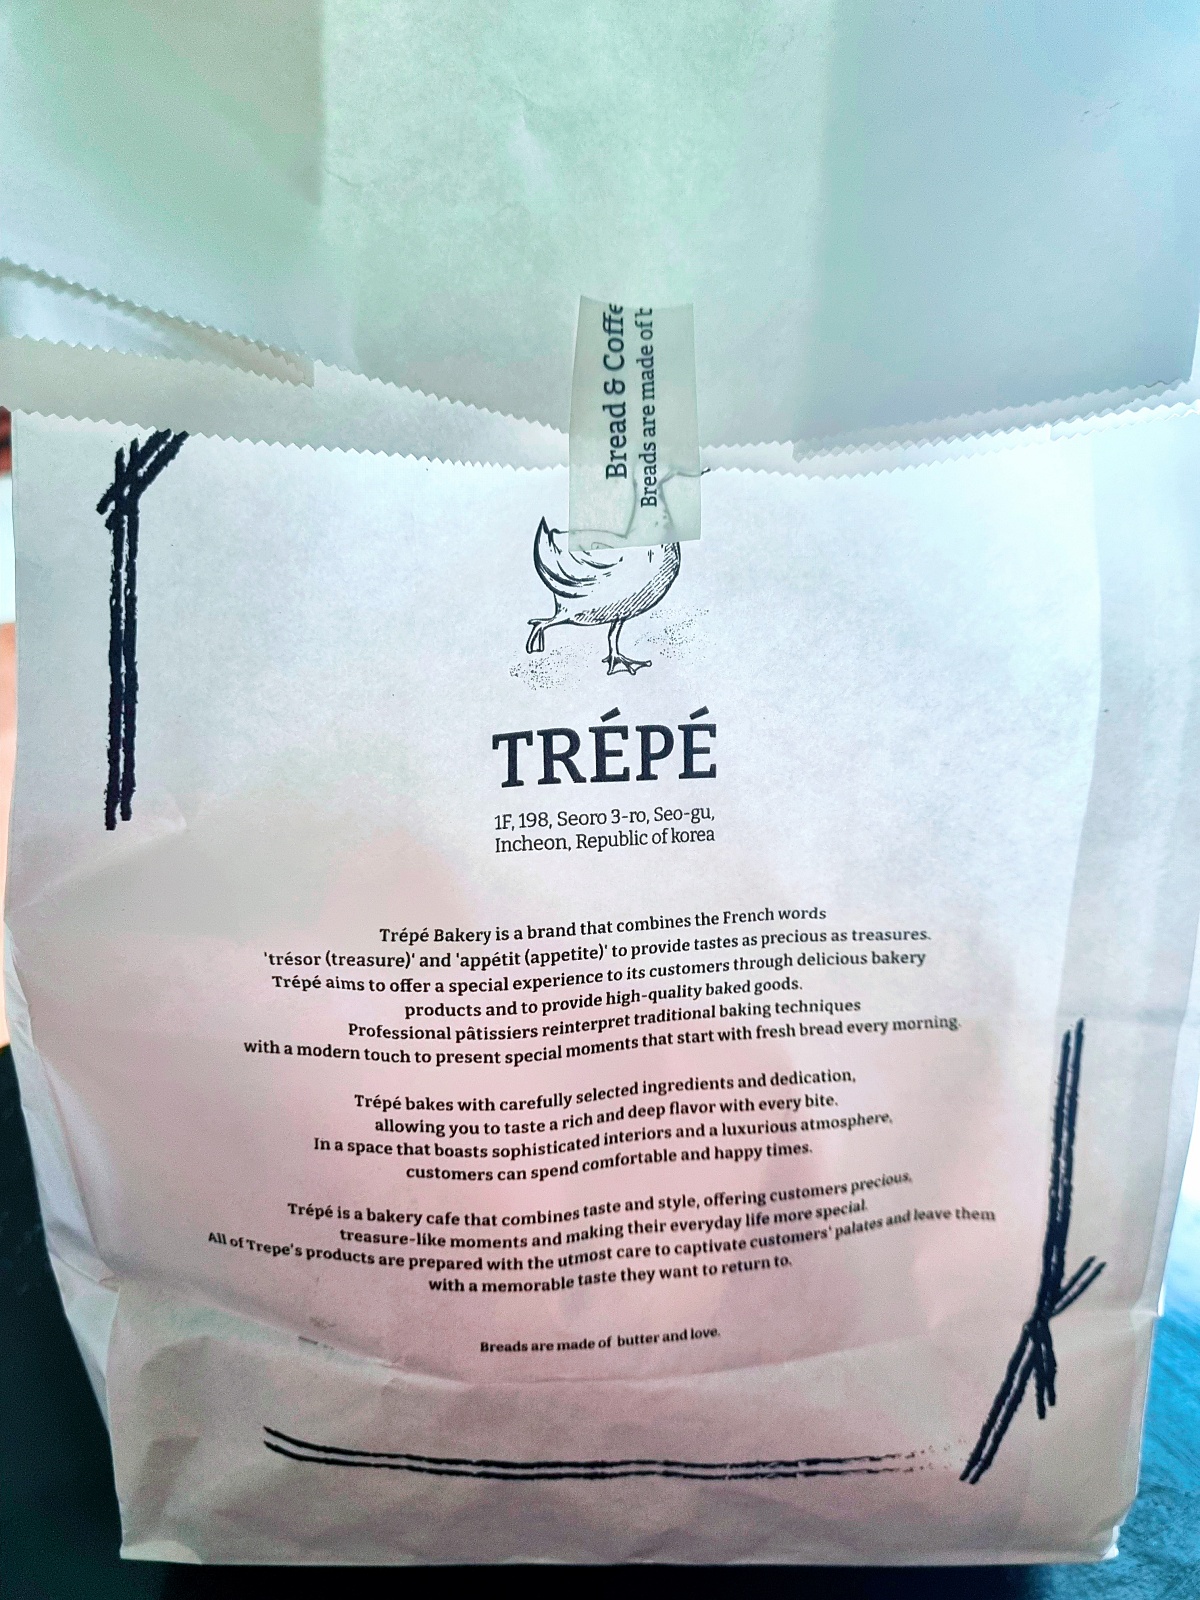 Bread & Coffe
Breads are made of b
TRÉPÉ
1F, 198, Seoro 3-ro, Seo-gu,
Incheon, Republic of korea
Trépé Bakery is a brand that combines the French words
'trésor (treasure)' and 'appétit (appetite)' to provide tastes as precious as treasures.
Trépé aims to offer a special experience to its customers through delicious bakery
products and to provide high-quality baked goods.
Professional pâtissiers reinterpret traditional baking techniques
with a modern touch to present special moments that start with fresh bread every morning.
Trépé bakes with carefully selected ingredients and dedication,
allowing you to taste a rich and deep flavor with every bite.
In a space that boasts sophisticated interiors and a luxurious atmosphere,
customers can spend comfortable and happy times.
Trépé is a bakery cafe that combines taste and style, offering customers precious,
treasure-like moments and making their everyday life more special.
All of Trepe's products are prepared with the utmost care to captivate customers' palates and leave them
with a memorable taste they want to return to.
Breads are made of butter and love.